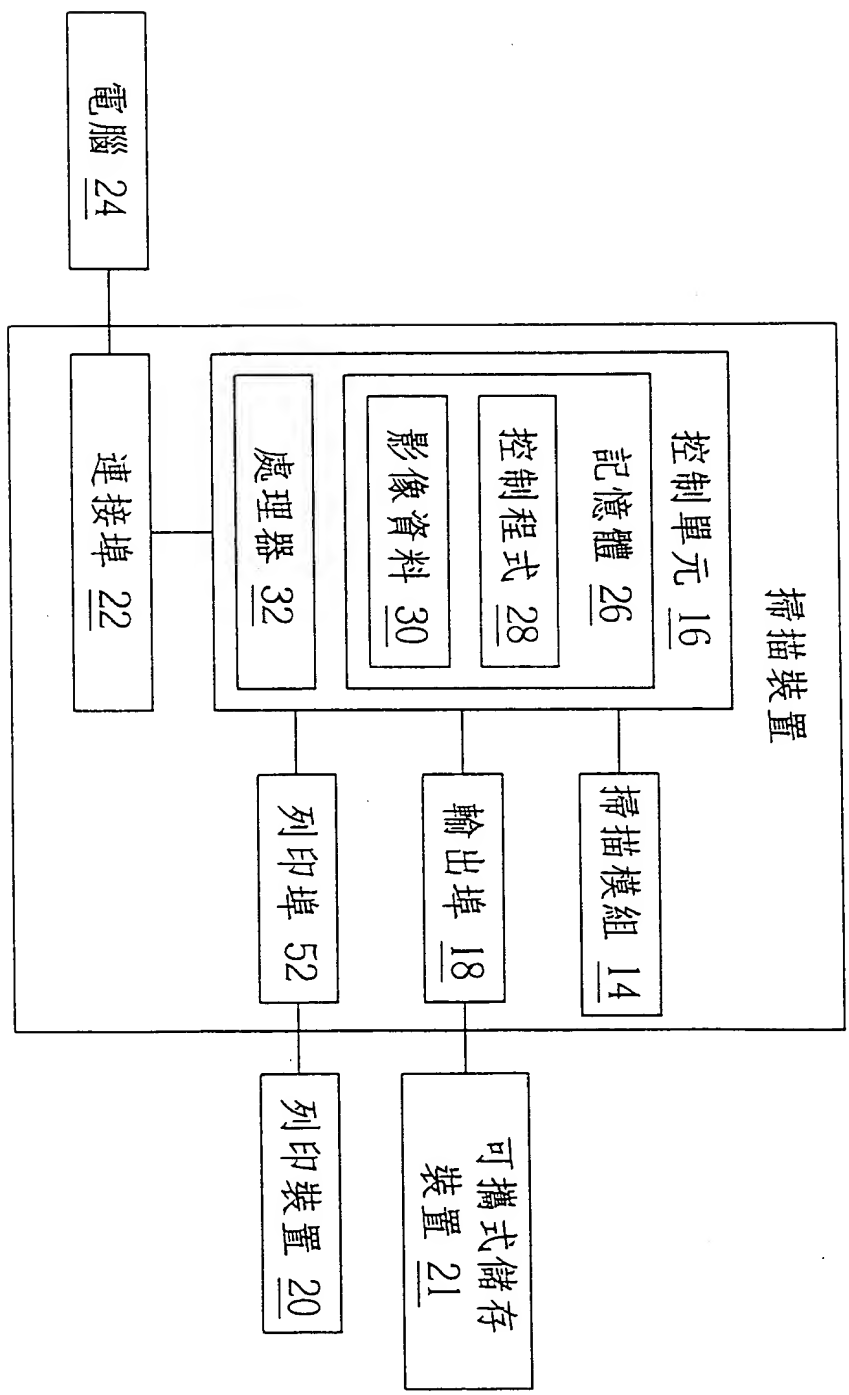 掃描裝置
控制單元 16
記憶體 26
控制程式 28
影像資料 30
處理器 32
連接埠 22
電腦 24
掃描模組 14
輸出埠 18
列印埠 52
可攜式儲存
裝置 21
列印裝置 20